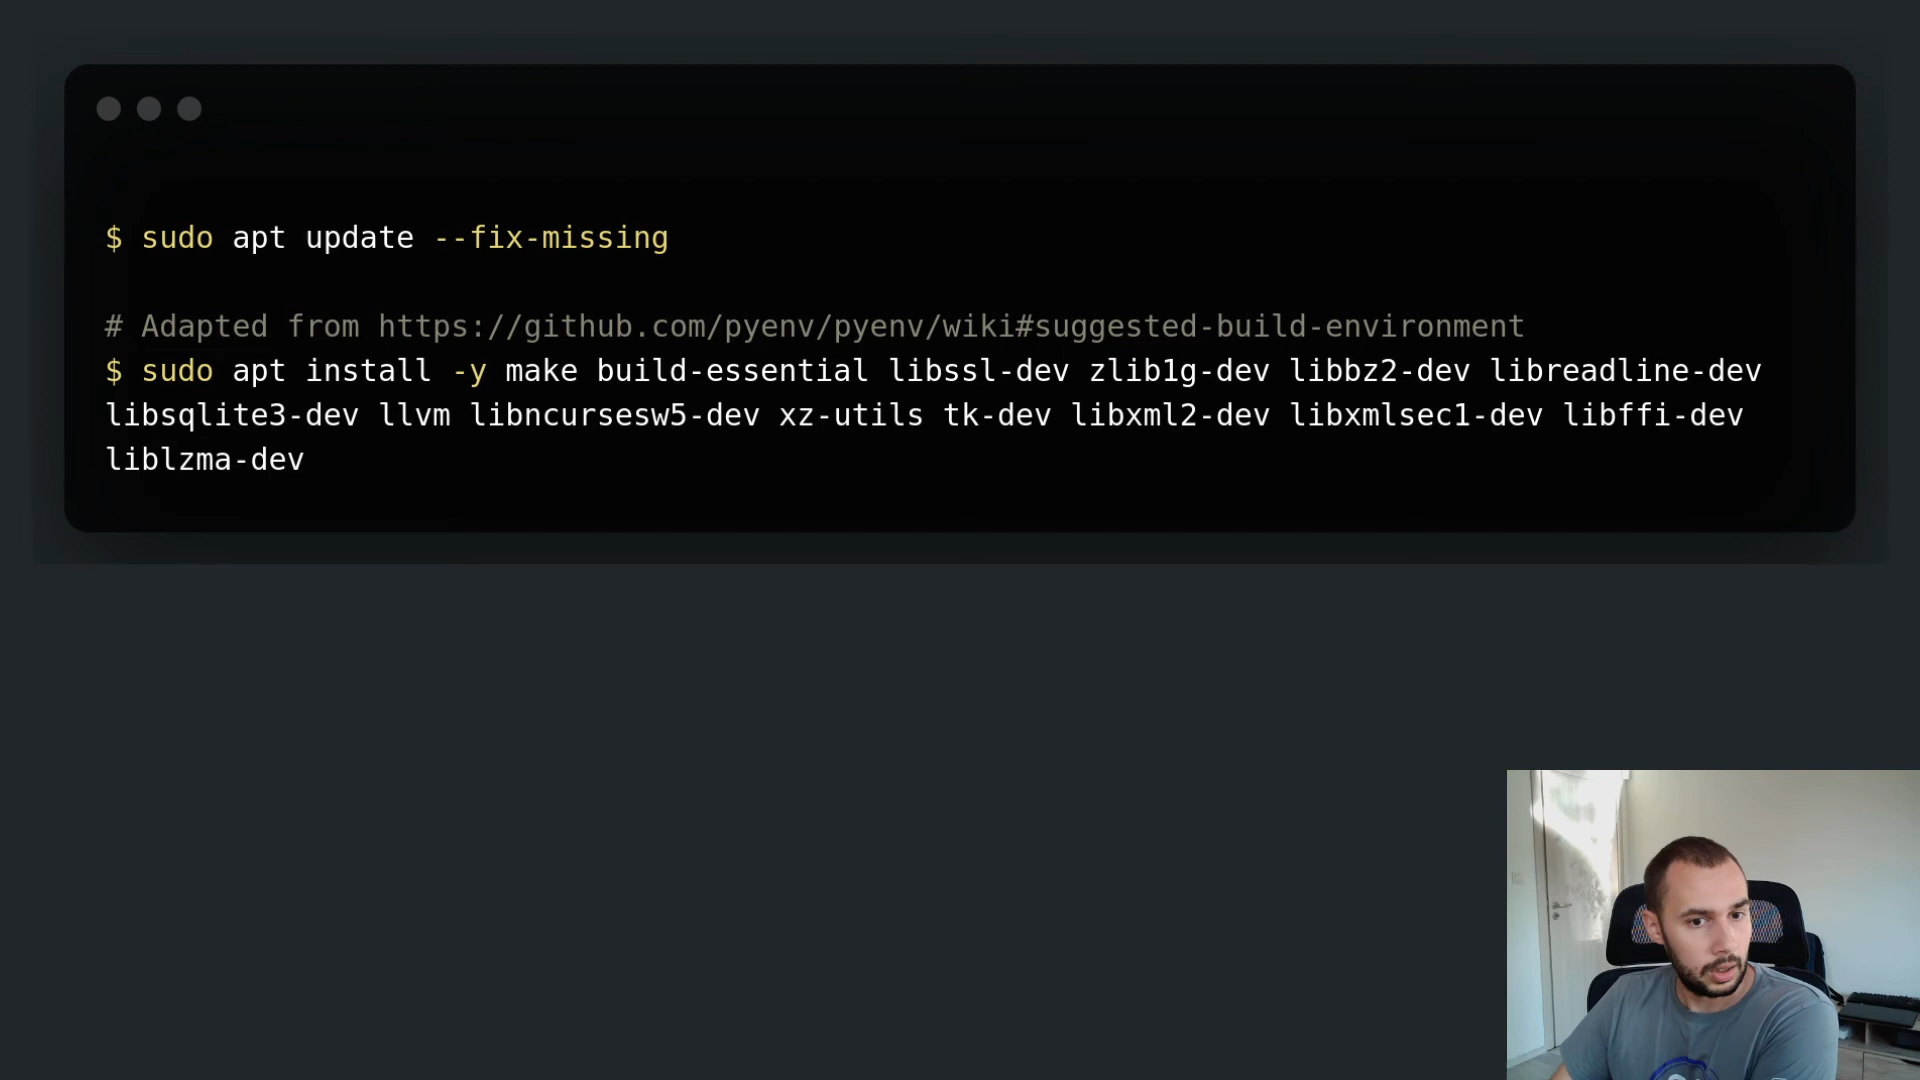 $ sudo apt update --fix-missing
# Adapted from https://github.com/pyenv/pyenv/wiki#suggested-build-environment
$ sudo apt install -y make build-essential libssl-dev zlib1g-dev libbz2-dev libreadline-dev
libsqlite3-dev llvm libncursesw5-dev xz-utils tk-dev libxml2-dev libxmlsec1-dev libffi-dev
liblzma-dev